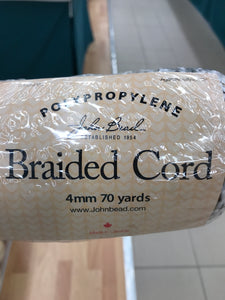 POLYPROPYLENE
John Bead
ESTABLISHED 1954
Braided Cord
4mm 70 yards
www.Johnbead.com